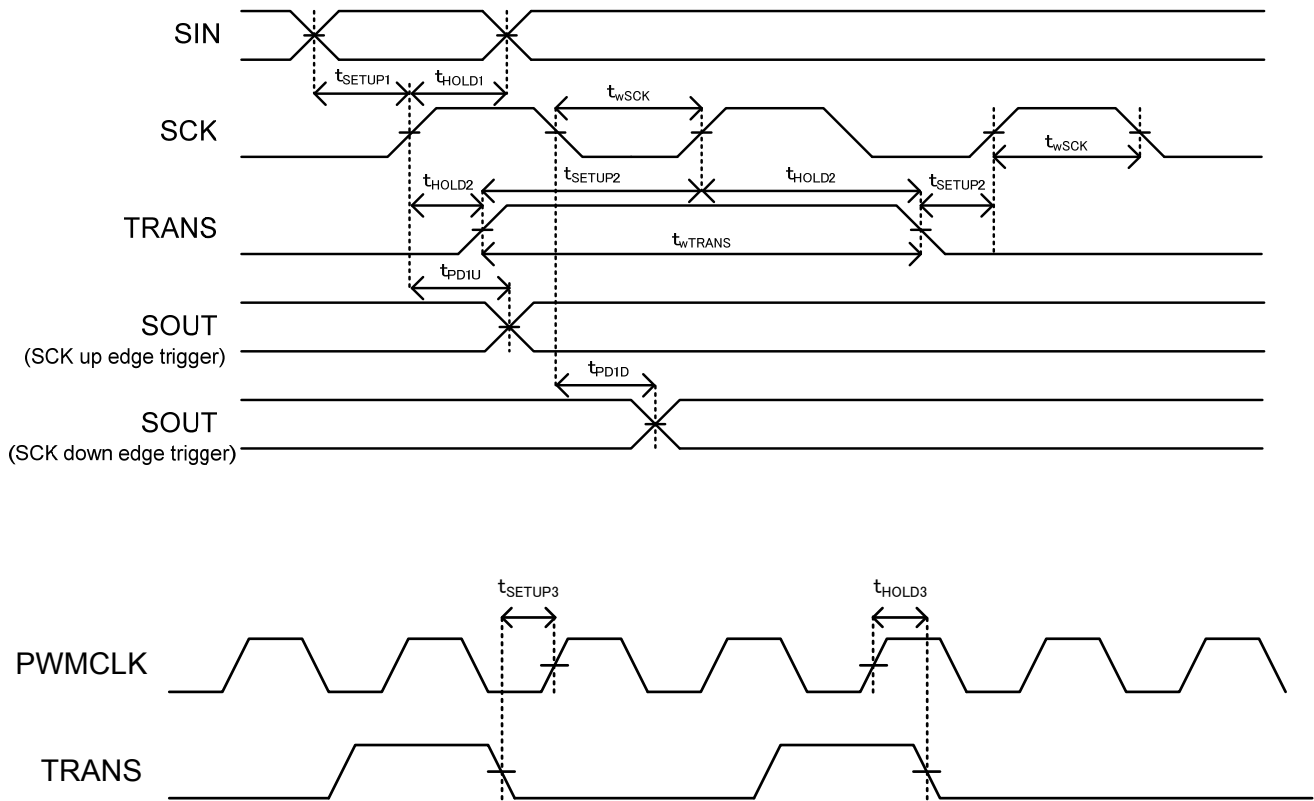 SIN
tSETUP1
tHOLD1
twSCK
SCK
twSCK
tHOLD2
tSETUP2
tHOLD2
tSETUP2
TRANS
twTRANS
tPD1U
SOUT
(SCK up edge trigger)
tPD1D
SOUT
(SCK down edge trigger)
tSETUP3
tHOLD3
PWMCLK
TRANS